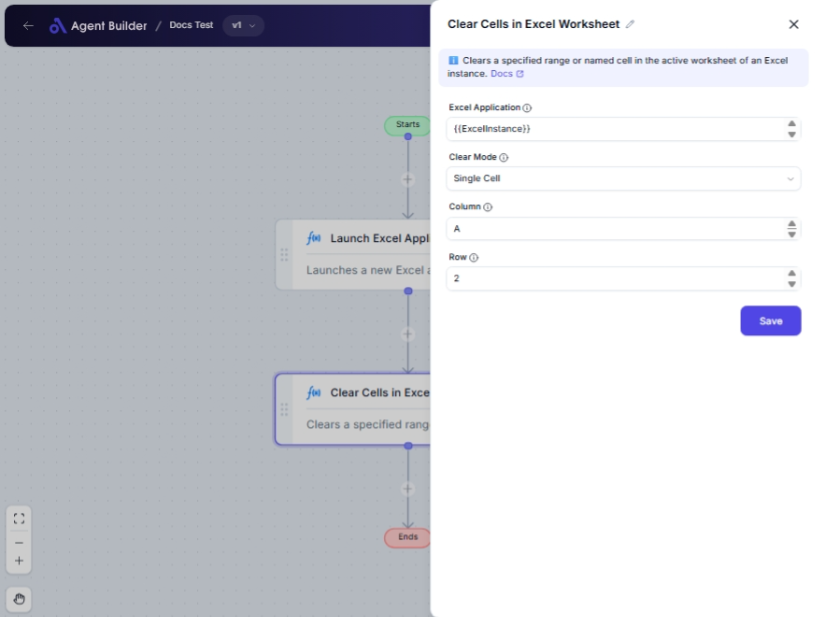 Agent Builder / Docs Test v1
Starts
Launch Excel Appl
Launches a new Excel a
Clear Cells in Exce
Clears a specified rang
Ends
Clear Cells in Excel Worksheet
Clears a specified range or named cell in the active worksheet of an Excel
instance. Docs
Excel Application
{{ExcelInstance}}
Clear Mode
Single Cell
Column
A
Row
2
Save